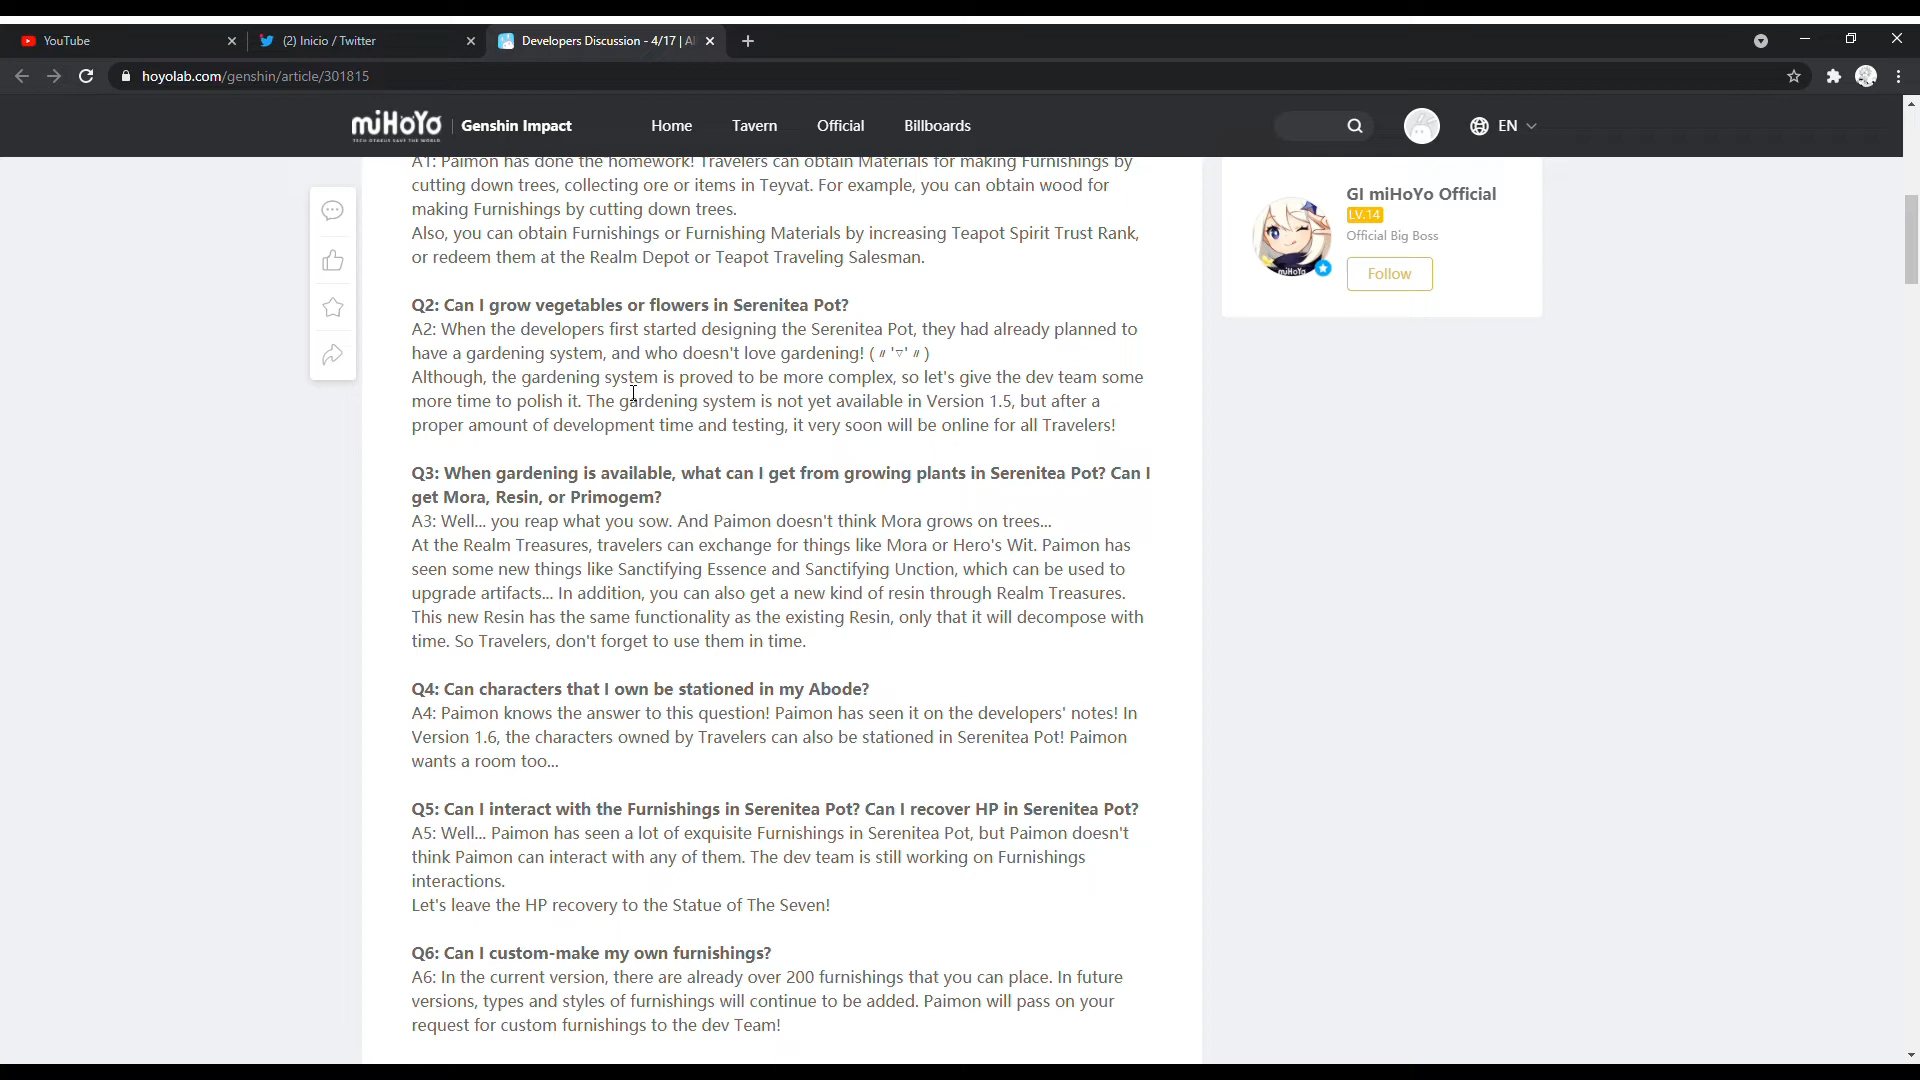 YouTube
(2) Inicio / Twitter
Developers Discussion - 4/17 | Al
hoyolab.com/genshin/article/301815
miHoYo
TECH OTAKUS SAVE THE WORLD
Genshin Impact
Home
Tavern
Official
Billboards
EN
A1: Paimon has done the homework! Travelers can obtain Materials for making Furnishings by
cutting down trees, collecting ore or items in Teyvat. For example, you can obtain wood for
making Furnishings by cutting down trees.
Also, you can obtain Furnishings or Furnishing Materials by increasing Teapot Spirit Trust Rank,
or redeem them at the Realm Depot or Teapot Traveling Salesman.
Q2: Can I grow vegetables or flowers in Serenitea Pot?
A2: When the developers first started designing the Serenitea Pot, they had already planned to
have a gardening system, and who doesn't love gardening! (〃'▽'〃)
Although, the gardening system is proved to be more complex, so let's give the dev team some
more time to polish it. The gardening system is not yet available in Version 1.5, but after a
proper amount of development time and testing, it very soon will be online for all Travelers!
Q3: When gardening is available, what can I get from growing plants in Serenitea Pot? Can I
get Mora, Resin, or Primogem?
A3: Well... you reap what you sow. And Paimon doesn't think Mora grows on trees...
At the Realm Treasures, travelers can exchange for things like Mora or Hero's Wit. Paimon has
seen some new things like Sanctifying Essence and Sanctifying Unction, which can be used to
upgrade artifacts... In addition, you can also get a new kind of resin through Realm Treasures.
This new Resin has the same functionality as the existing Resin, only that it will decompose with
time. So Travelers, don't forget to use them in time.
Q4: Can characters that I own be stationed in my Abode?
A4: Paimon knows the answer to this question! Paimon has seen it on the developers' notes! In
Version 1.6, the characters owned by Travelers can also be stationed in Serenitea Pot! Paimon
wants a room too...
Q5: Can I interact with the Furnishings in Serenitea Pot? Can I recover HP in Serenitea Pot?
A5: Well... Paimon has seen a lot of exquisite Furnishings in Serenitea Pot, but Paimon doesn't
think Paimon can interact with any of them. The dev team is still working on Furnishings
interactions.
Let's leave the HP recovery to the Statue of The Seven!
Q6: Can I custom-make my own furnishings?
A6: In the current version, there are already over 200 furnishings that you can place. In future
versions, types and styles of furnishings will continue to be added. Paimon will pass on your
request for custom furnishings to the dev Team!
GI miHoYo Official
LV.14
Official Big Boss
miHoYo
Follow